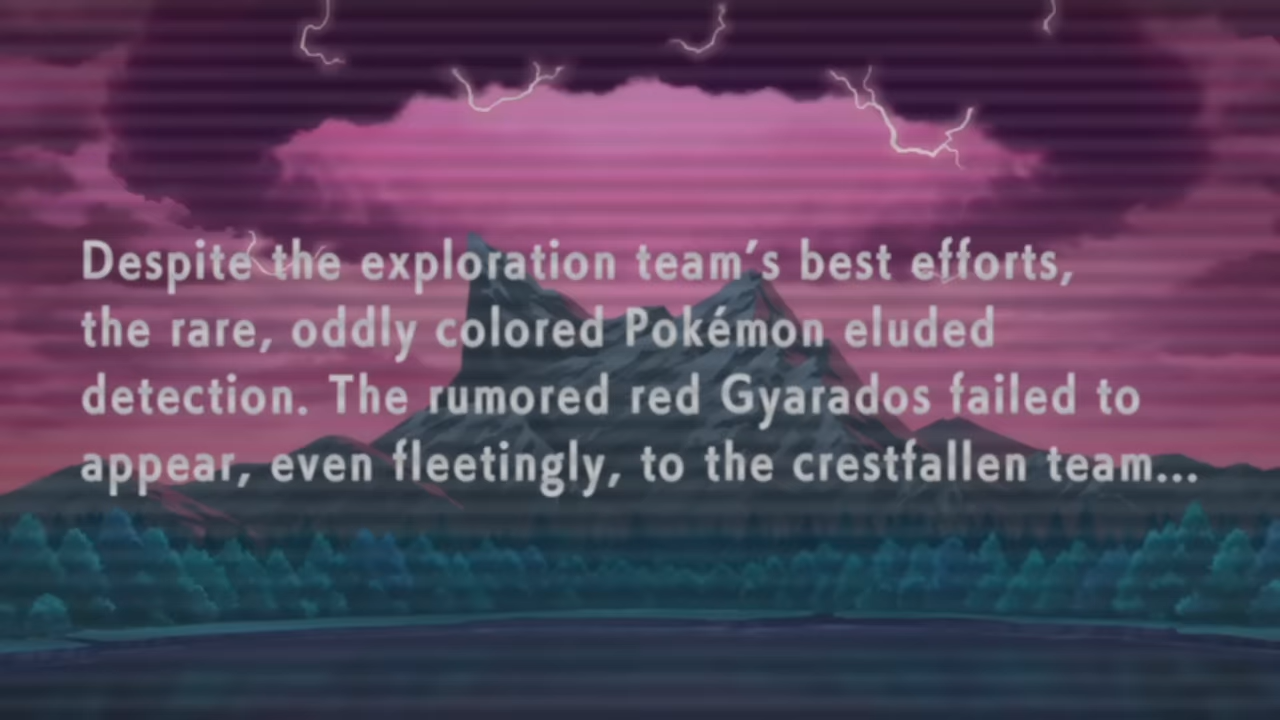 Despite the exploration team’s best efforts,
the rare, oddly colored Pokémon eluded
detection. The rumored red Gyarados failed to
appear, even fleetingly, to the crestfallen team...